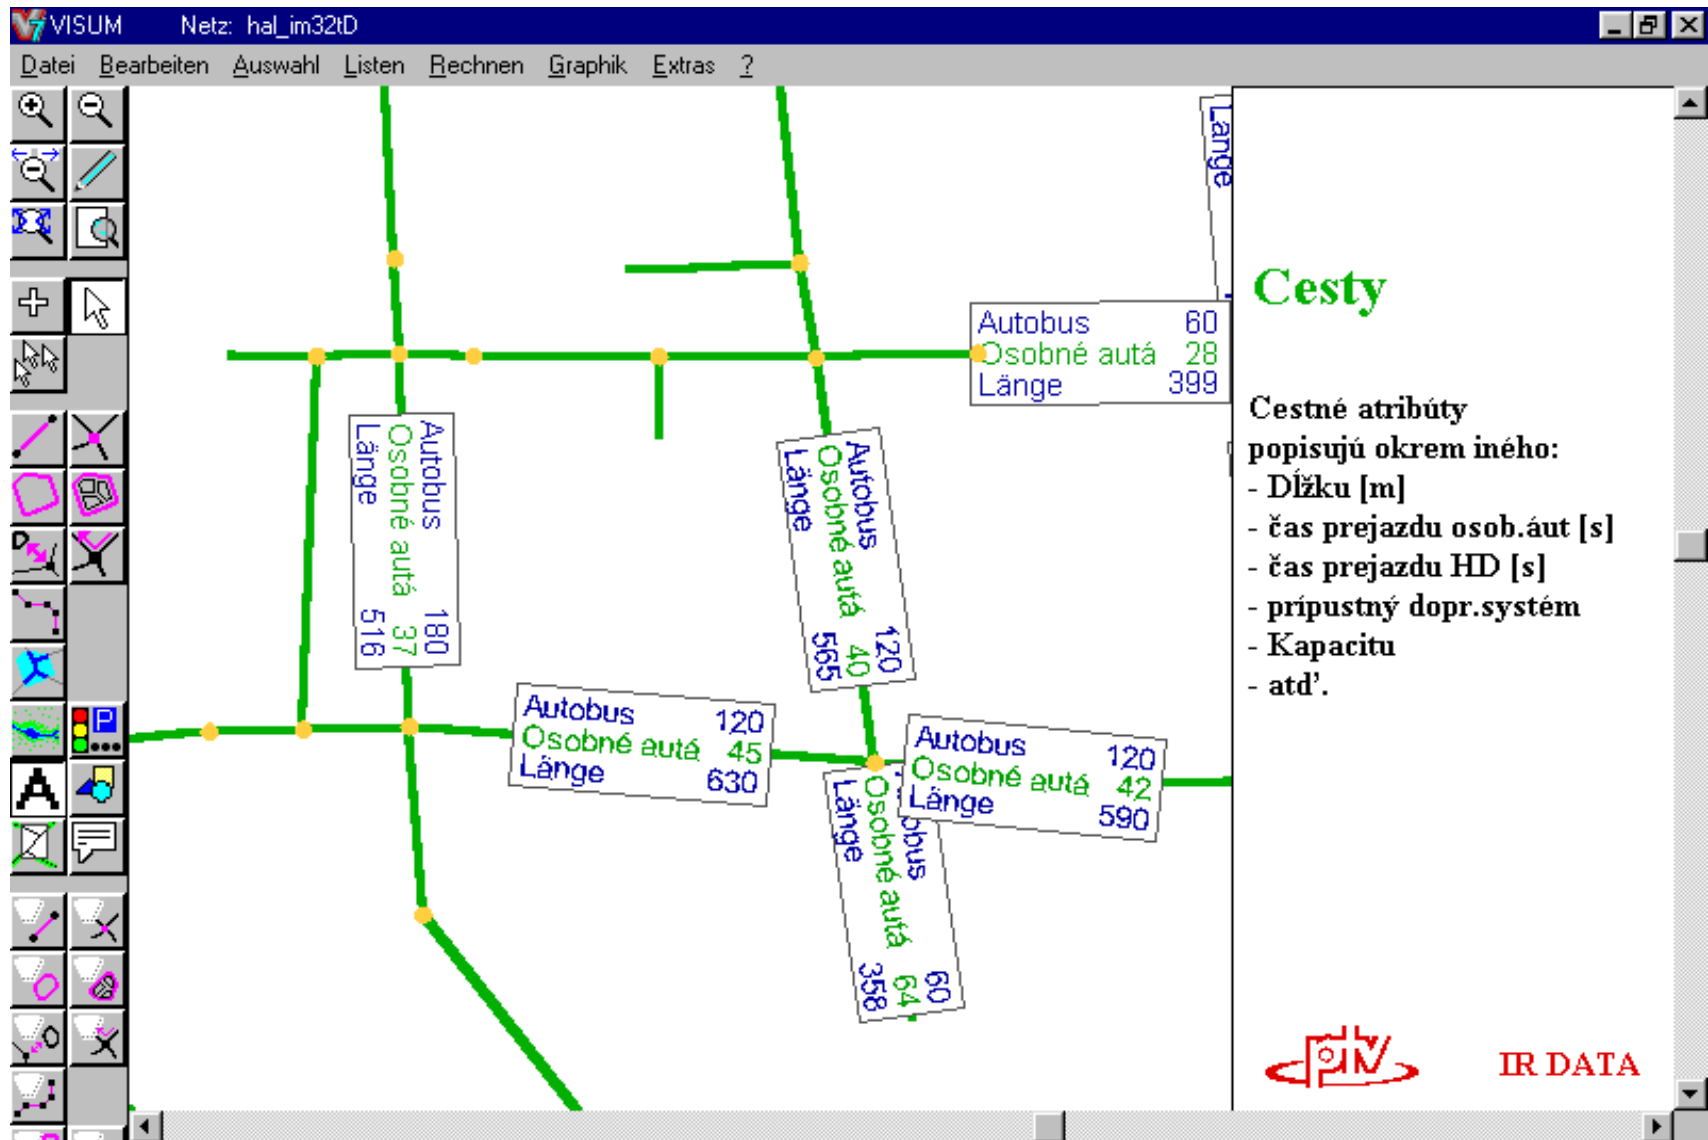 VISUM Netz: hal_im32tD
Datei Bearbeiten Auswahl Listen Rechnen Graphik Extras ?
Länge
Autobus 60
Osobné autá 28
Länge 399
Autobus 180
Osobné autá 37
Länge 516
Autobus 120
Osobné autá 40
Länge 565
Autobus 120
Osobné autá 45
Länge 630
Autobus 120
Osobné autá 42
Länge 590
obus 60
Osobné autá 64
Länge 358
Cesty
Cestné atribúty
popisujú okrem iného:
- Dĺžku [m]
- čas prejazdu osob.áut [s]
- čas prejazdu HD [s]
- prípustný dopr.systém
- Kapacitu
- atď.
ptv IR DATA
P
A
D